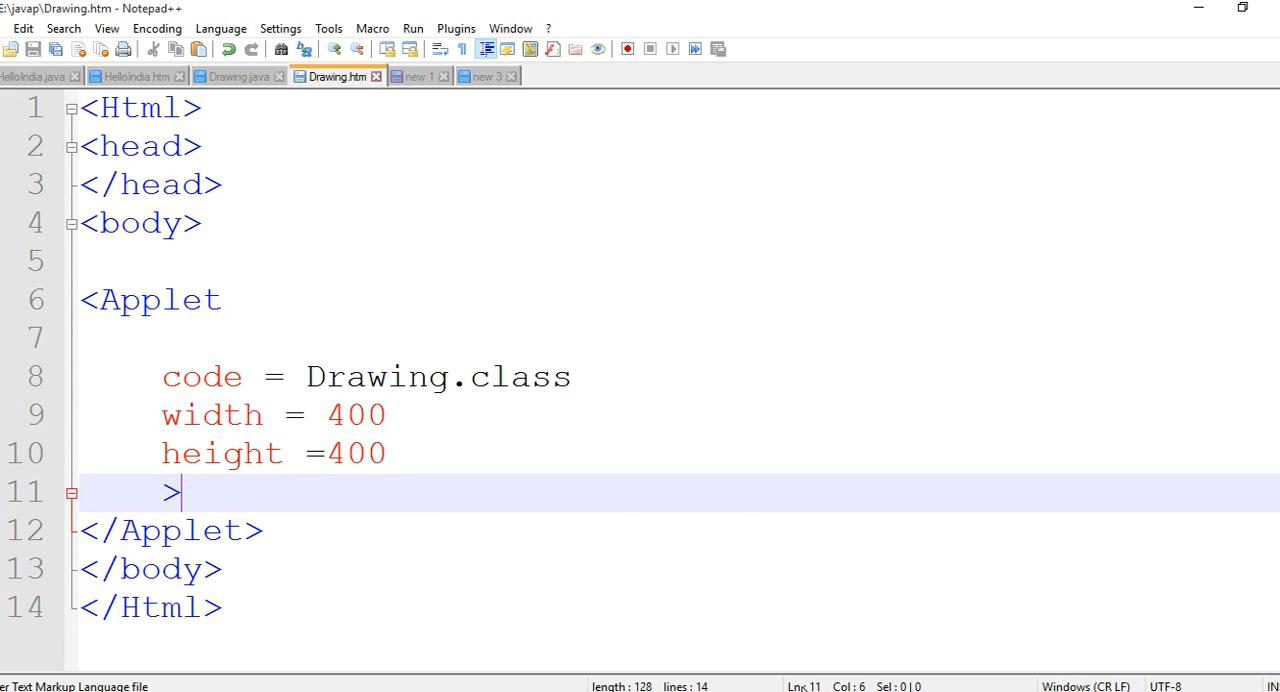 E:\javap\Drawing.htm - Notepad++
Edit Search View Encoding Language Settings Tools Macro Run Plugins Window ?
HelloIndia.java HelloIndia.htm Drawing.java Drawing.htm new 1 new 3
1 <Html>
2 <head>
3 </head>
4 <body>
5
6 <Applet
7
8 code = Drawing.class
9 width = 400
10 height =400
11 >
12 </Applet>
13 </body>
14 </Html>
er Text Markup Language file length : 128 lines : 14 Ln : 11 Col : 6 Sel : 0 | 0 Windows (CR LF) UTF-8 IN